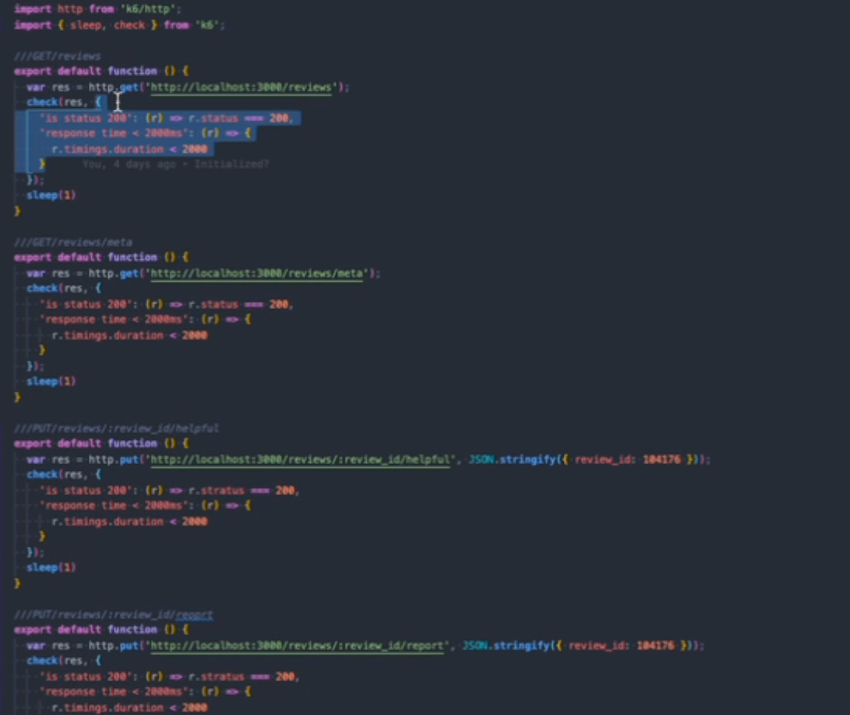 import http from 'k6/http';
import { sleep, check } from 'k6';
///GET/reviews
export default function () {
var res = http.get('http://localhost:3000/reviews');
check(res, {
'is status 200': (r) => r.status === 200,
'response time < 2000ms': (r) => {
r.timings.duration < 2000
}    You, 4 days ago • Initialized?
});
sleep(1)
}
///GET/reviews/meta
export default function () {
var res = http.get('http://localhost:3000/reviews/meta');
check(res, {
'is status 200': (r) => r.status === 200,
'response time < 2000ms': (r) => {
r.timings.duration < 2000
}
});
sleep(1)
}
///PUT/reviews/:review_id/helpful
export default function () {
var res = http.put('http://localhost:3000/reviews/:review_id/helpful', JSON.stringify({ review_id: 104176 }));
check(res, {
'is status 200': (r) => r.stratus === 200,
'response time < 2000ms': (r) => {
r.timings.duration < 2000
}
});
sleep(1)
}
///PUT/reviews/:review_id/reoprt
export default function () {
var res = http.put('http://localhost:3000/reviews/:review_id/report', JSON.stringify({ review_id: 104176 }));
check(res, {
'is status 200': (r) => r.stratus === 200,
'response time < 2000ms': (r) => {
r.timings.duration < 2000